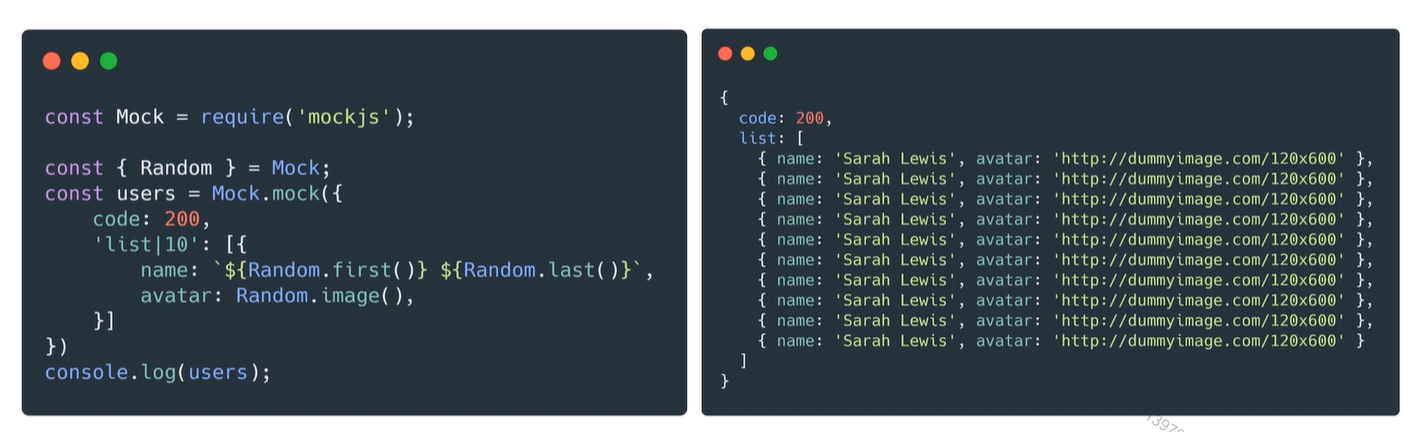 const Mock = require('mockjs');
const { Random } = Mock;
const users = Mock.mock({
    code: 200,
    'list|10': [{
        name: `${Random.first()} ${Random.last()}`,
        avatar: Random.image(),
    }]
})
console.log(users);
{
  code: 200,
  list: [
    { name: 'Sarah Lewis', avatar: 'http://dummyimage.com/120x600' },
    { name: 'Sarah Lewis', avatar: 'http://dummyimage.com/120x600' },
    { name: 'Sarah Lewis', avatar: 'http://dummyimage.com/120x600' },
    { name: 'Sarah Lewis', avatar: 'http://dummyimage.com/120x600' },
    { name: 'Sarah Lewis', avatar: 'http://dummyimage.com/120x600' },
    { name: 'Sarah Lewis', avatar: 'http://dummyimage.com/120x600' },
    { name: 'Sarah Lewis', avatar: 'http://dummyimage.com/120x600' },
    { name: 'Sarah Lewis', avatar: 'http://dummyimage.com/120x600' },
    { name: 'Sarah Lewis', avatar: 'http://dummyimage.com/120x600' },
    { name: 'Sarah Lewis', avatar: 'http://dummyimage.com/120x600' }
  ]
}